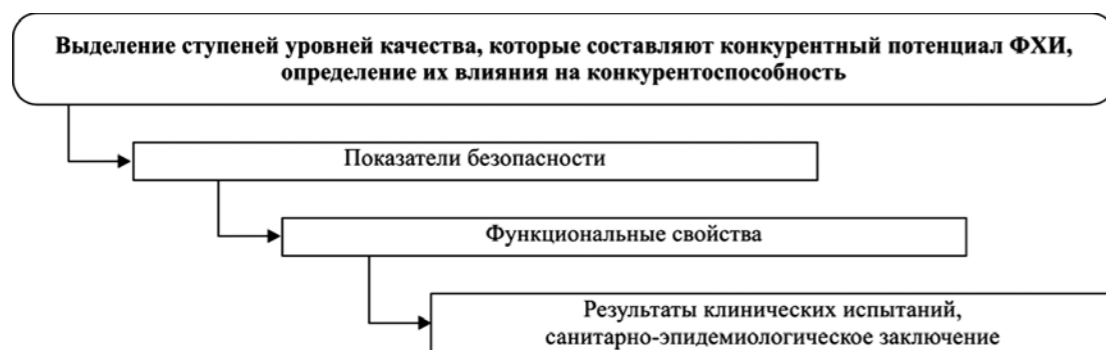 Выделение ступеней уровней качества, которые составляют конкурентный потенциал ФХИ,
определение их влияния на конкурентоспособность
Показатели безопасности
Функциональные свойства
Результаты клинических испытаний,
санитарно-эпидемиологическое заключение